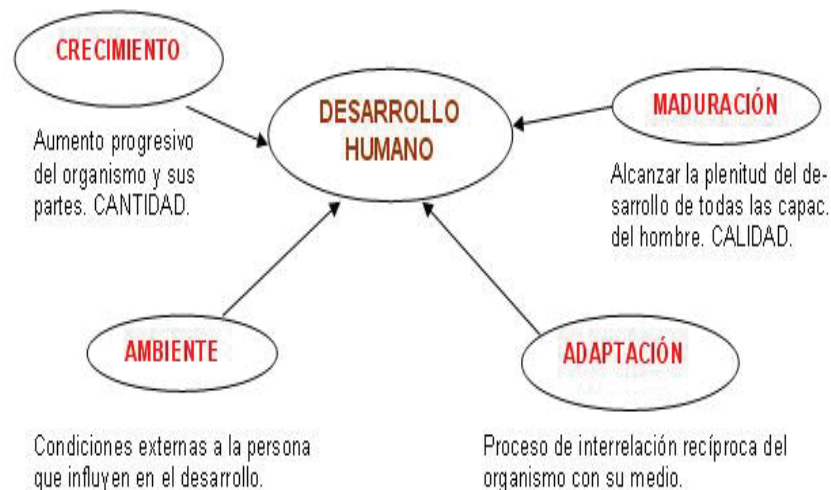 CRECIMIENTO
Aumento progresivo
del organismo y sus
partes. CANTIDAD.
DESARROLLO
HUMANO
MADURACIÓN
Alcanzar la plenitud del de-
sarrollo de todas las capac.
del hombre. CALIDAD.
AMBIENTE
Condiciones externas a la persona
que influyen en el desarrollo.
ADAPTACIÓN
Proceso de interrelación recíproca del
organismo con su medio.